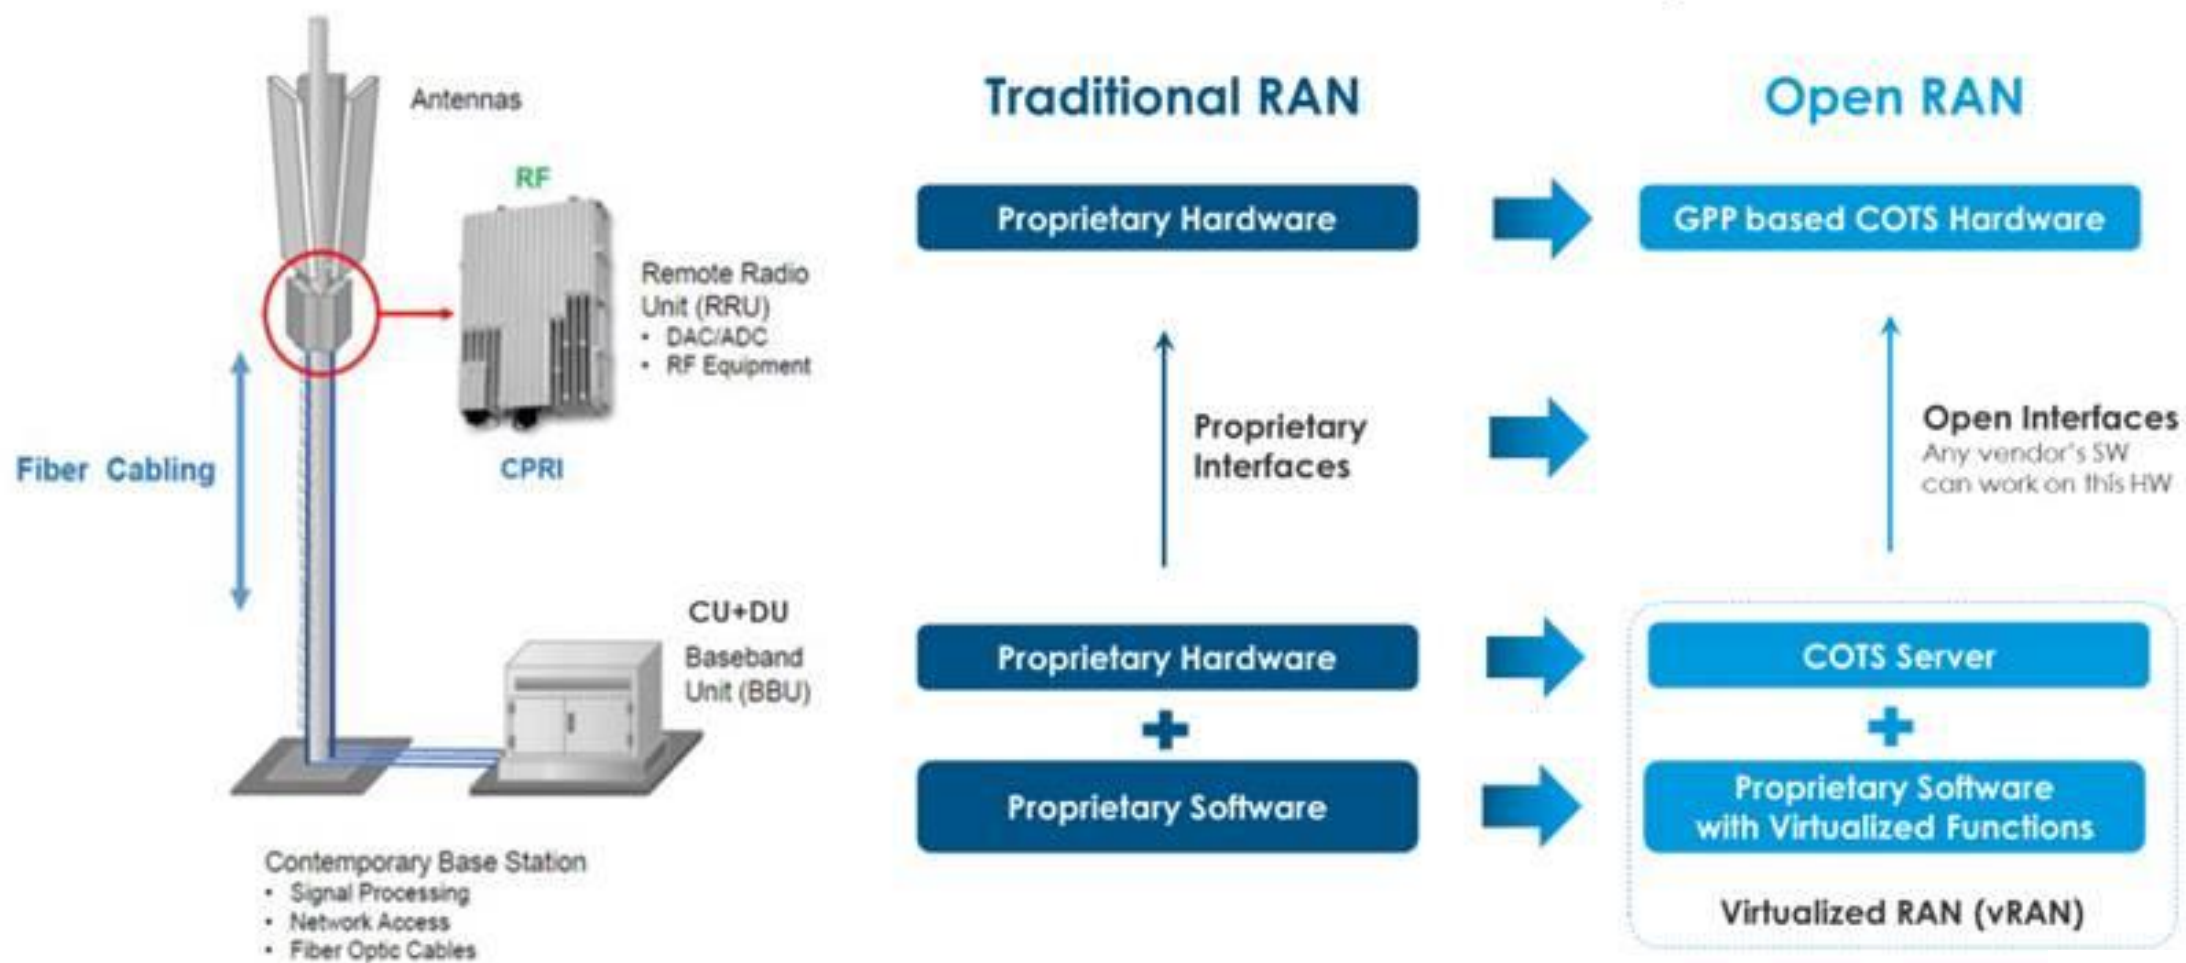 Antennas
RF
Remote Radio
Unit (RRU)
• DAC/ADC
• RF Equipment
Fiber Cabling
CPRI
CU+DU
Baseband
Unit (BBU)
Contemporary Base Station
• Signal Processing
• Network Access
• Fiber Optic Cables
Traditional RAN
Proprietary Hardware
Proprietary
Interfaces
Proprietary Hardware
Proprietary Software
Open RAN
GPP based COTS Hardware
Open Interfaces
Any vendor's SW
can work on this HW
COTS Server
Proprietary Software
with Virtualized Functions
Virtualized RAN (vRAN)